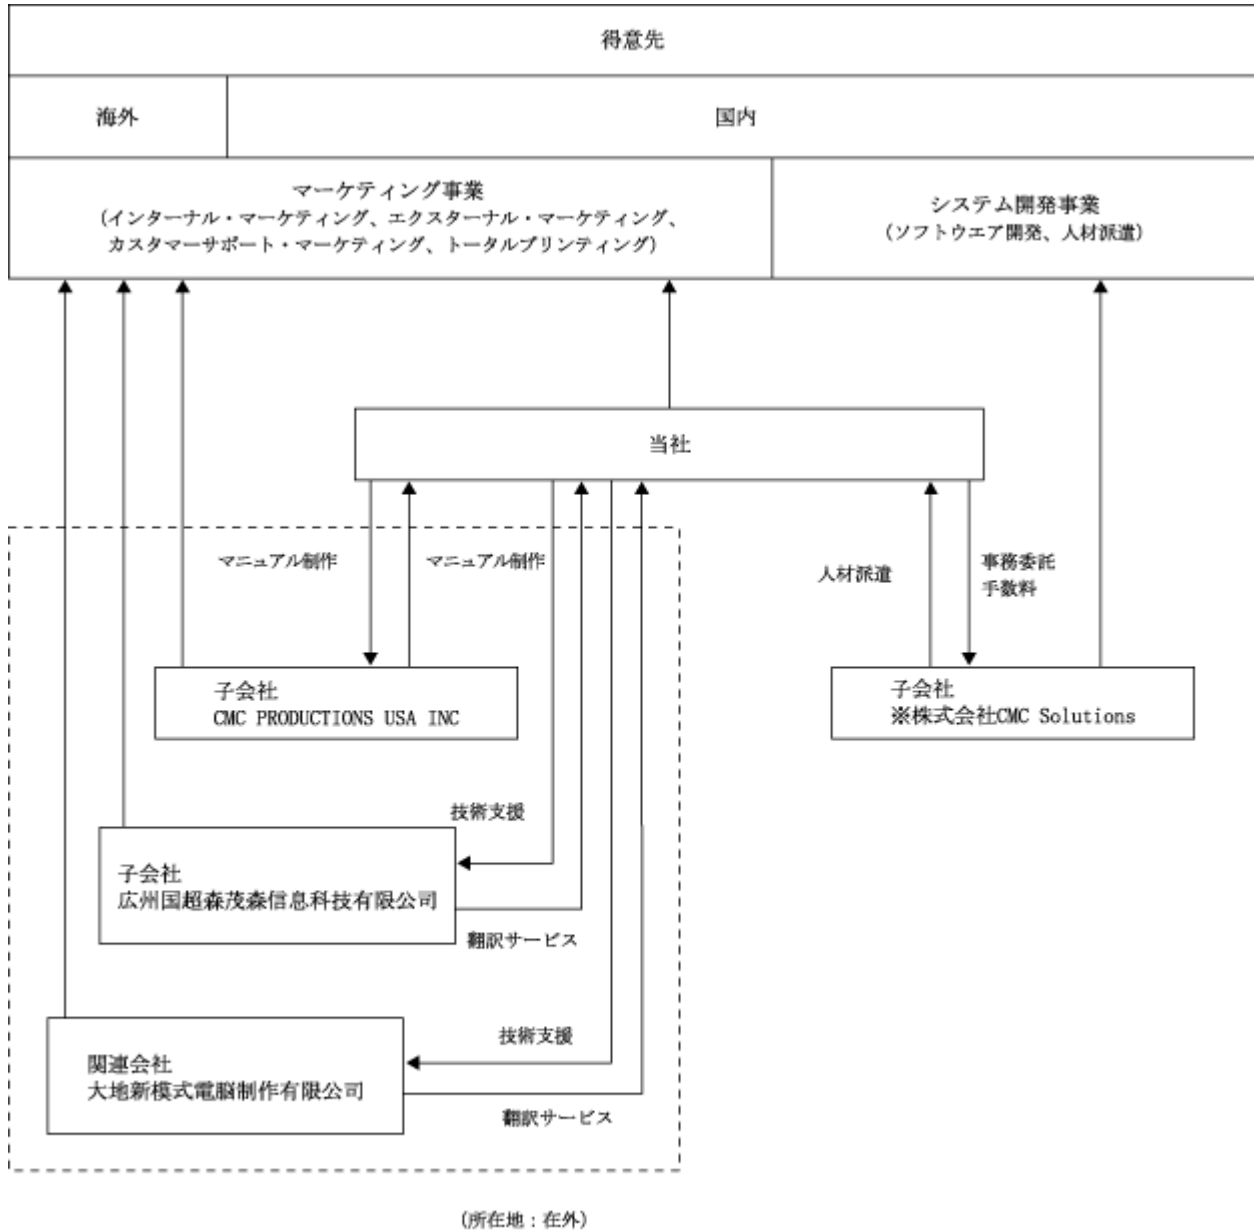 得意先
海外
国内
マーケティング事業
(インターナル・マーケティング、エクスターナル・マーケティング、
カスタマーサポート・マーケティング、トータルプリンティング)
システム開発事業
(ソフトウエア開発、人材派遣)
当社
マニュアル制作
マニュアル制作
人材派遣
事務委託
手数料
子会社
CMC PRODUCTIONS USA INC
子会社
※株式会社CMC Solutions
技術支援
子会社
広州国超森茂森信息科技有限公司
翻訳サービス
技術支援
関連会社
大地新模式電脳制作有限公司
翻訳サービス
(所在地:在外)